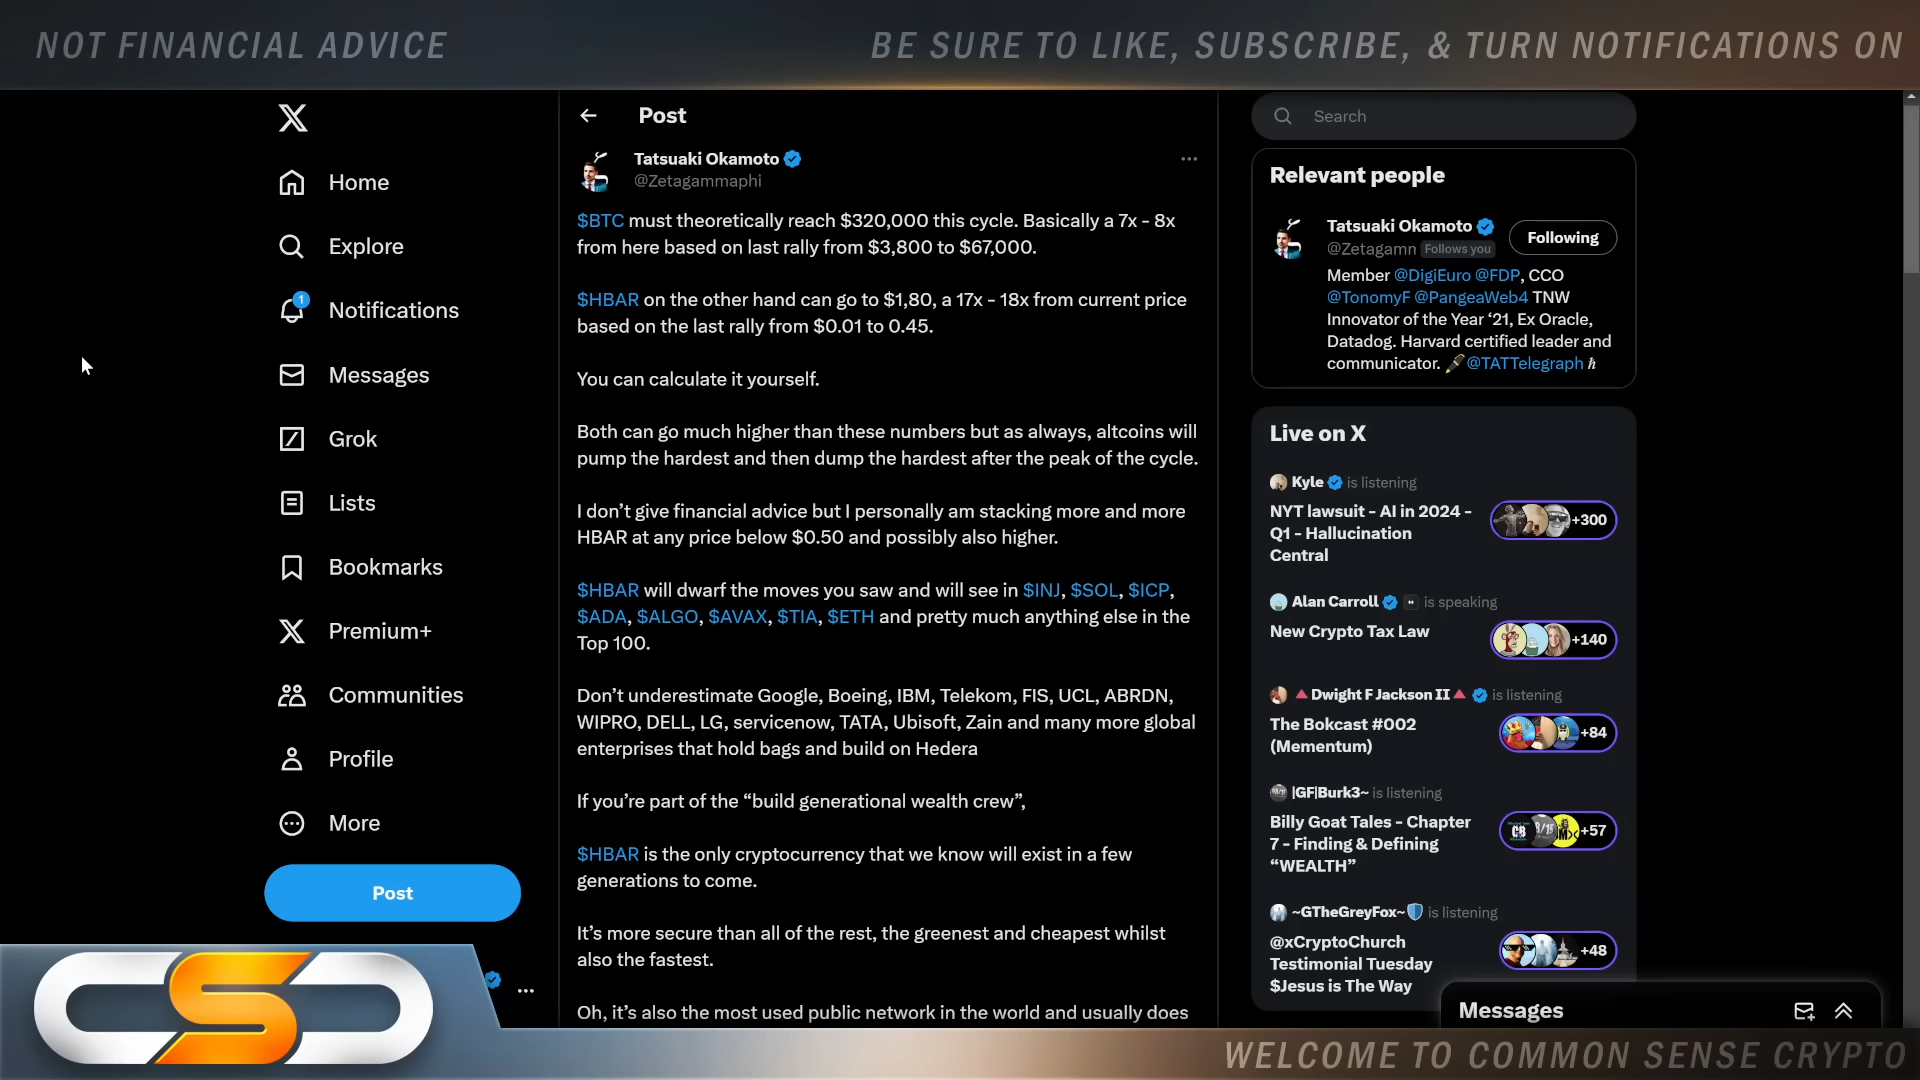 NOT FINANCIAL ADVICE
BE SURE TO LIKE, SUBSCRIBE, & TURN NOTIFICATIONS ON
Home
Explore
1
Notifications
Messages
Grok
Lists
Bookmarks
Premium+
Communities
Profile
More
Post
Post
Tatsuaki Okamoto
@Zetagammaphi
$BTC must theoretically reach $320,000 this cycle. Basically a 7x - 8x
from here based on last rally from $3,800 to $67,000.
$HBAR on the other hand can go to $1,80, a 17x - 18x from current price
based on the last rally from $0.01 to 0.45.
You can calculate it yourself.
Both can go much higher than these numbers but as always, altcoins will
pump the hardest and then dump the hardest after the peak of the cycle.
I don't give financial advice but I personally am stacking more and more
HBAR at any price below $0.50 and possibly also higher.
$HBAR will dwarf the moves you saw and will see in $INJ, $SOL, $ICP,
$ADA, $ALGO, $AVAX, $TIA, $ETH and pretty much anything else in the
Top 100.
Don't underestimate Google, Boeing, IBM, Telekom, FIS, UCL, ABRDN,
WIPRO, DELL, LG, servicenow, TATA, Ubisoft, Zain and many more global
enterprises that hold bags and build on Hedera
If you're part of the “build generational wealth crew”,
$HBAR is the only cryptocurrency that we know will exist in a few
generations to come.
It's more secure than all of the rest, the greenest and cheapest whilst
also the fastest.
Oh, it's also the most used public network in the world and usually does
Search
Relevant people
Tatsuaki Okamoto
Following
@Zetagamn Follows you
Member @DigiEuro @FDP, CCO
@TonomyF @PangeaWeb4 TNW
Innovator of the Year ‘21, Ex Oracle,
Datadog. Harvard certified leader and
communicator. @TATTelegraph ℏ
Live on X
Kyle is listening
NYT lawsuit - AI in 2024 -
Q1 - Hallucination
Central
+300
Alan Carroll is speaking
New Crypto Tax Law
+140
Dwight F Jackson II is listening
The Bokcast #002
(Mementum)
+84
|GF|Burk3~ is listening
Billy Goat Tales - Chapter
7 - Finding & Defining
“WEALTH”
+57
~GTheGreyFox~ is listening
@xCryptoChurch
Testimonial Tuesday
$Jesus is The Way
+48
Messages
CSC
WELCOME TO COMMON SENSE CRYPTO